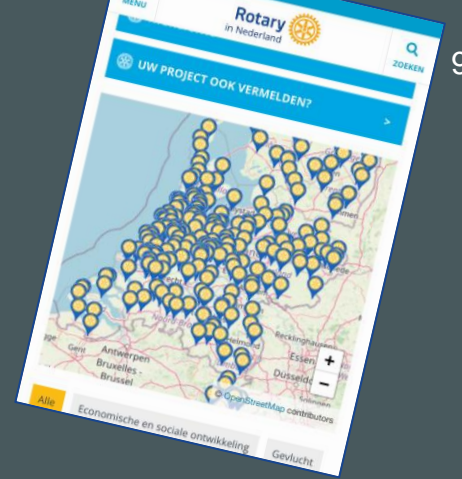 MENU
Rotary
in Nederland
ZOEKEN
UW PROJECT OOK VERMELDEN?
>
Gent
Antwerpen
Bruxelles -
Brussel
Helmond
Recklinghausen
Essen
Düsseldo
+
−
© OpenStreetMap contributors
Alle
Economische en sociale ontwikkeling
Gevlucht
g